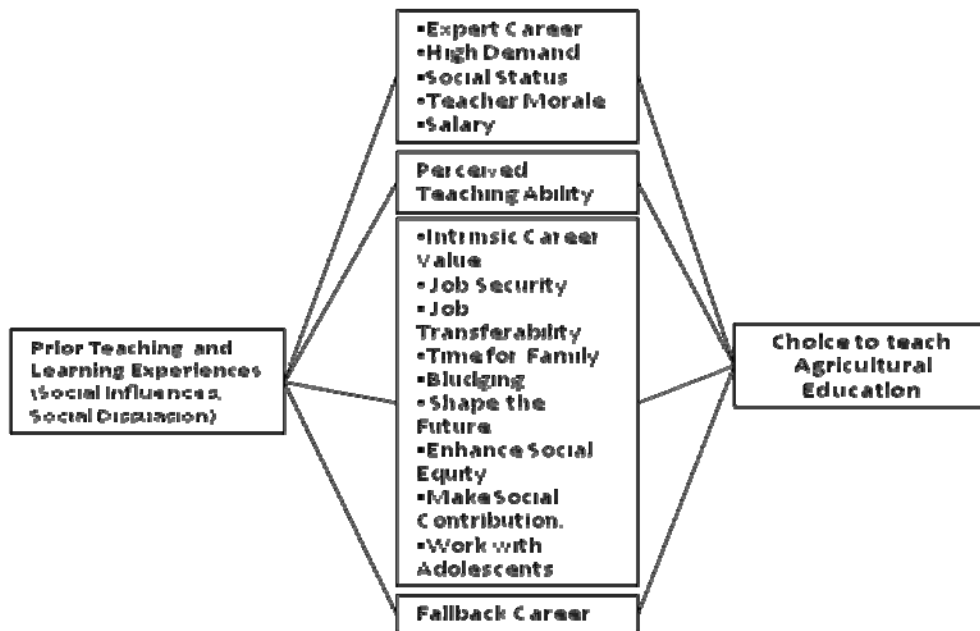 •Expert Career
•High Demand
•Social Status
•Teacher Morale
•Salary
Perceived
Teaching Ability
•Intrinsic Career
Value
•Job Security
•Job
Transferability
•Time for Family
•Bludging
•Shape the
Future
•Enhance Social
Equity
•Make Social
Contribution.
•Work with
Adolescents
Fallback Career
Prior Teaching and
Learning Experiences
(Social Influences,
Social Dissuasion)
Choice to teach
Agricultural
Education